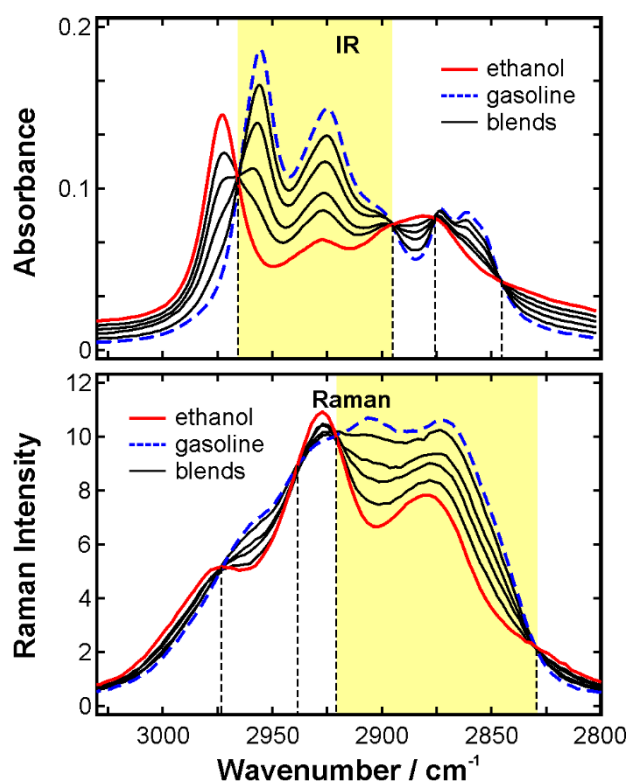 0.2
IR
ethanol
gasoline
blends
0.1
Absorbance
0
12
Raman
10
ethanol
gasoline
8
blends
6
Raman Intensity
4
2
0
3000 2950 2900 2850 2800
Wavenumber / cm⁻¹